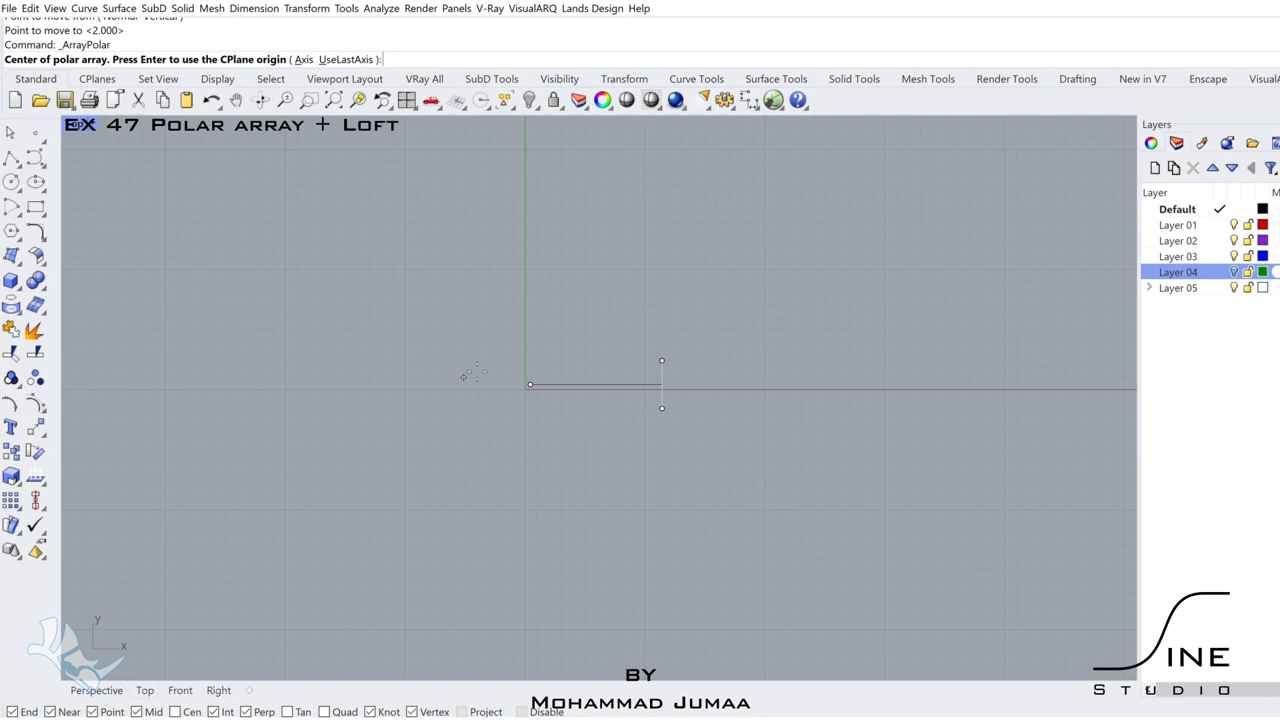 File Edit View Curve Surface SubD Solid Mesh Dimension Transform Tools Analyze Render Panels V-Ray VisualARQ Lands Design Help
Point to move to <2.000>
Command: _ArrayPolar
Center of polar array. Press Enter to use the CPlane origin ( Axis UseLastAxis ):
Standard CPlanes Set View Display Select Viewport Layout VRay All SubD Tools Visibility Transform Curve Tools Surface Tools Solid Tools Mesh Tools Render Tools Drafting New in V7 Enscape VisualA
EX 47 Polar array + Loft
Layers
Layer M
Default
Layer 01
Layer 02
Layer 03
Layer 04
Layer 05
y
x
INE
Studio
BY
Mohammad Jumaa
Perspective Top Front Right
End Near Point Mid Cen Int Perp Tan Quad Knot Vertex Project Disable